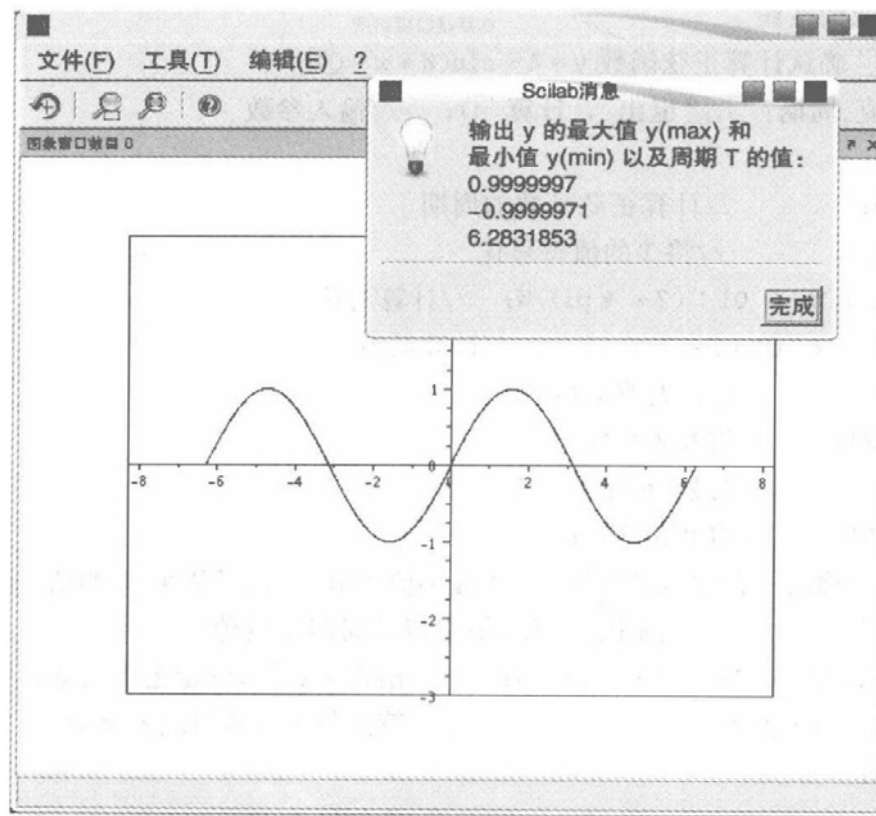 文件(F) 工具(T) 编辑(E) ?
图象窗口数目 0
Scilab消息
输出 y 的最大值 y(max) 和
最小值 y(min) 以及周期 T 的值：
0.9999997
-0.9999971
6.2831853
完成
1
0
-8 -6 -4 -2 2 4 6 8
-1
-2
-3